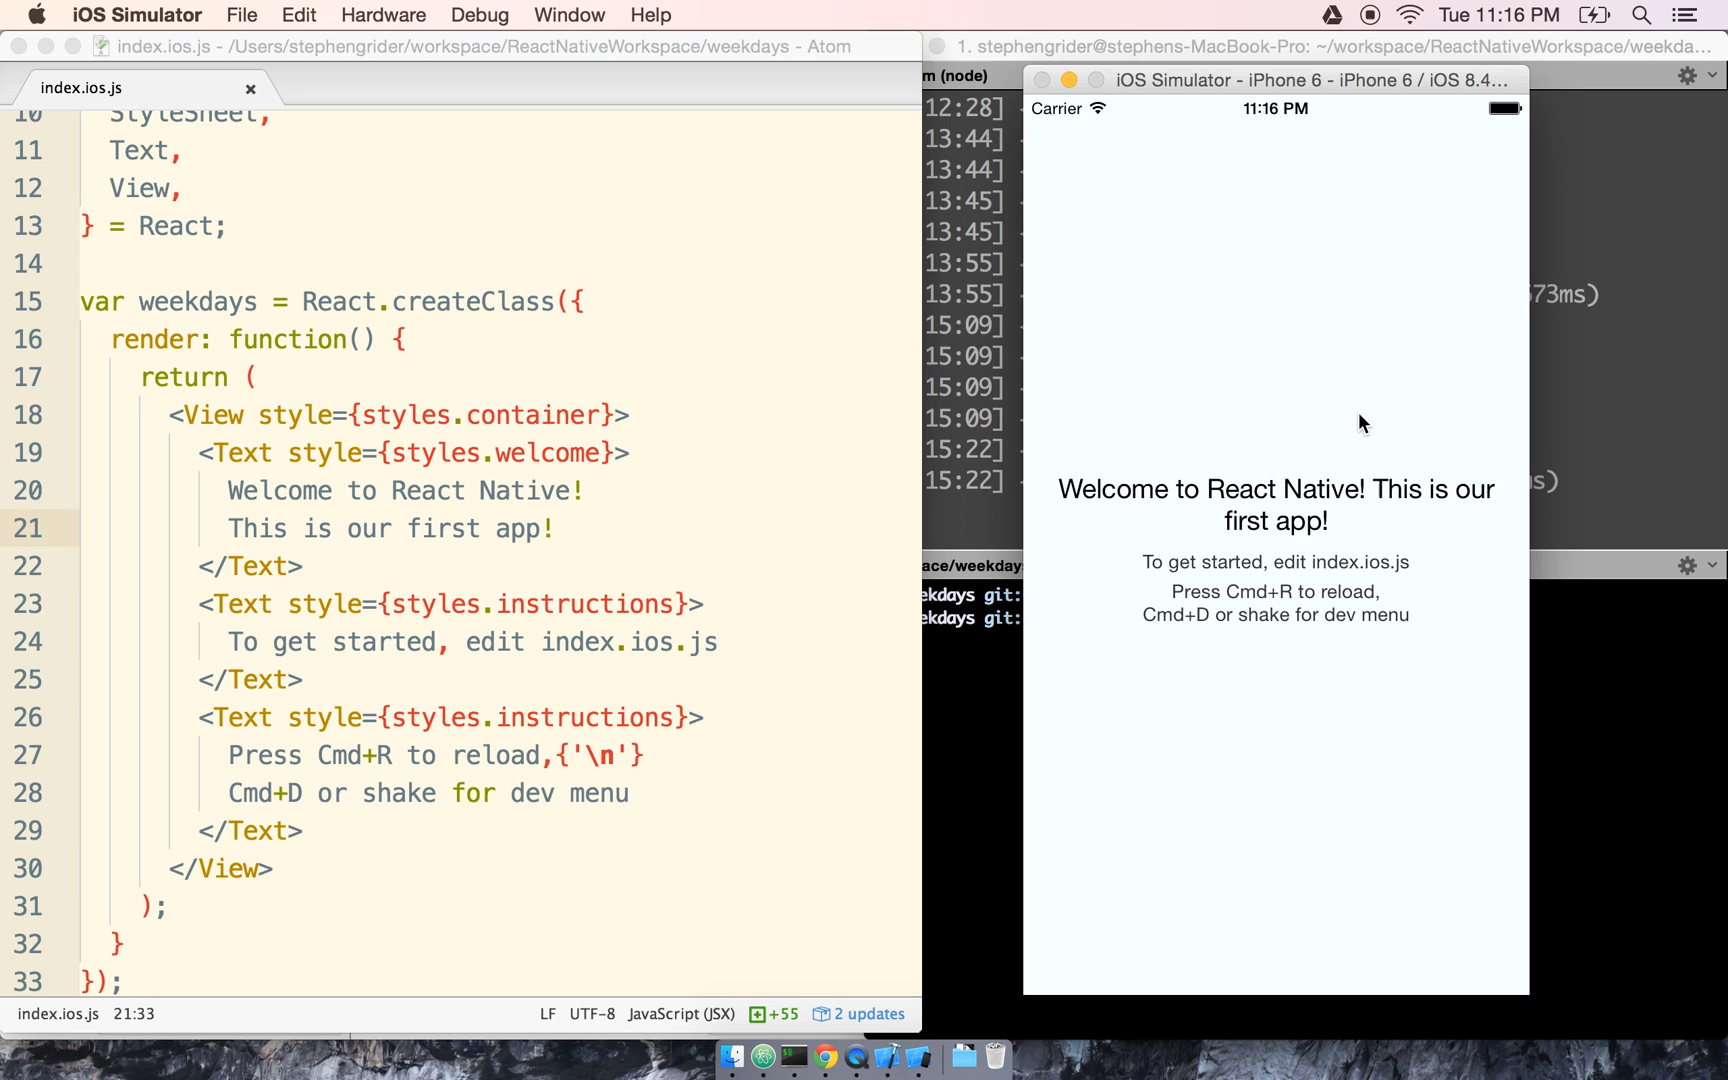 iOS Simulator File Edit Hardware Debug Window Help Tue 11:16 PM
index.ios.js - /Users/stephengrider/workspace/ReactNativeWorkspace/weekdays - Atom
index.ios.js
10 StyleSheet,
11 Text,
12 View,
13 } = React;
14
15 var weekdays = React.createClass({
16 render: function() {
17 return (
18 <View style={styles.container}>
19 <Text style={styles.welcome}>
20 Welcome to React Native!
21 This is our first app!
22 </Text>
23 <Text style={styles.instructions}>
24 To get started, edit index.ios.js
25 </Text>
26 <Text style={styles.instructions}>
27 Press Cmd+R to reload,{'\n'}
28 Cmd+D or shake for dev menu
29 </Text>
30 </View>
31 );
32 }
33 });
index.ios.js 21:33 LF UTF-8 JavaScript (JSX) +55 2 updates
1. stephengrider@stephens-MacBook-Pro: ~/workspace/ReactNativeWorkspace/weekda...
m (node)
12:28]
13:44]
13:44]
13:45]
13:45]
13:55]
13:55] 573ms)
15:09]
15:09]
15:09]
15:09]
15:22]
15:22] ms)
ace/weekday
ekdays git:
ekdays git:
iOS Simulator - iPhone 6 - iPhone 6 / iOS 8.4...
Carrier 11:16 PM
Welcome to React Native! This is our
first app!
To get started, edit index.ios.js
Press Cmd+R to reload,
Cmd+D or shake for dev menu